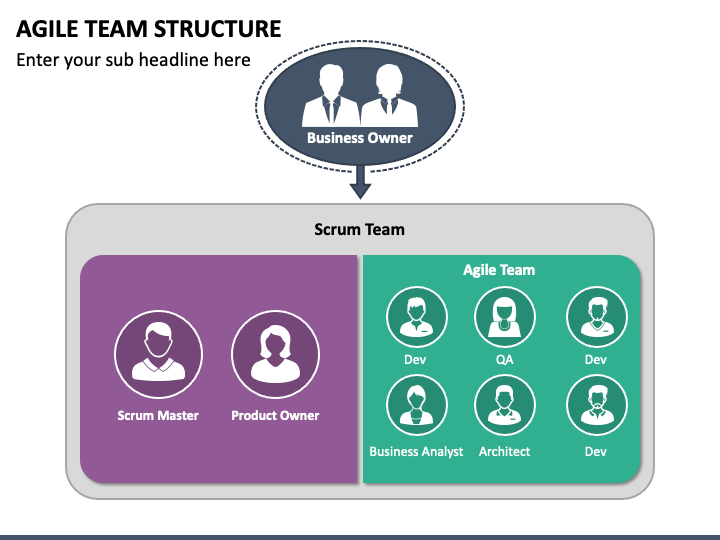 AGILE TEAM STRUCTURE
Enter your sub headline here
Business Owner
Scrum Team
Scrum Master
Product Owner
Agile Team
Dev
QA
Dev
Business Analyst
Architect
Dev